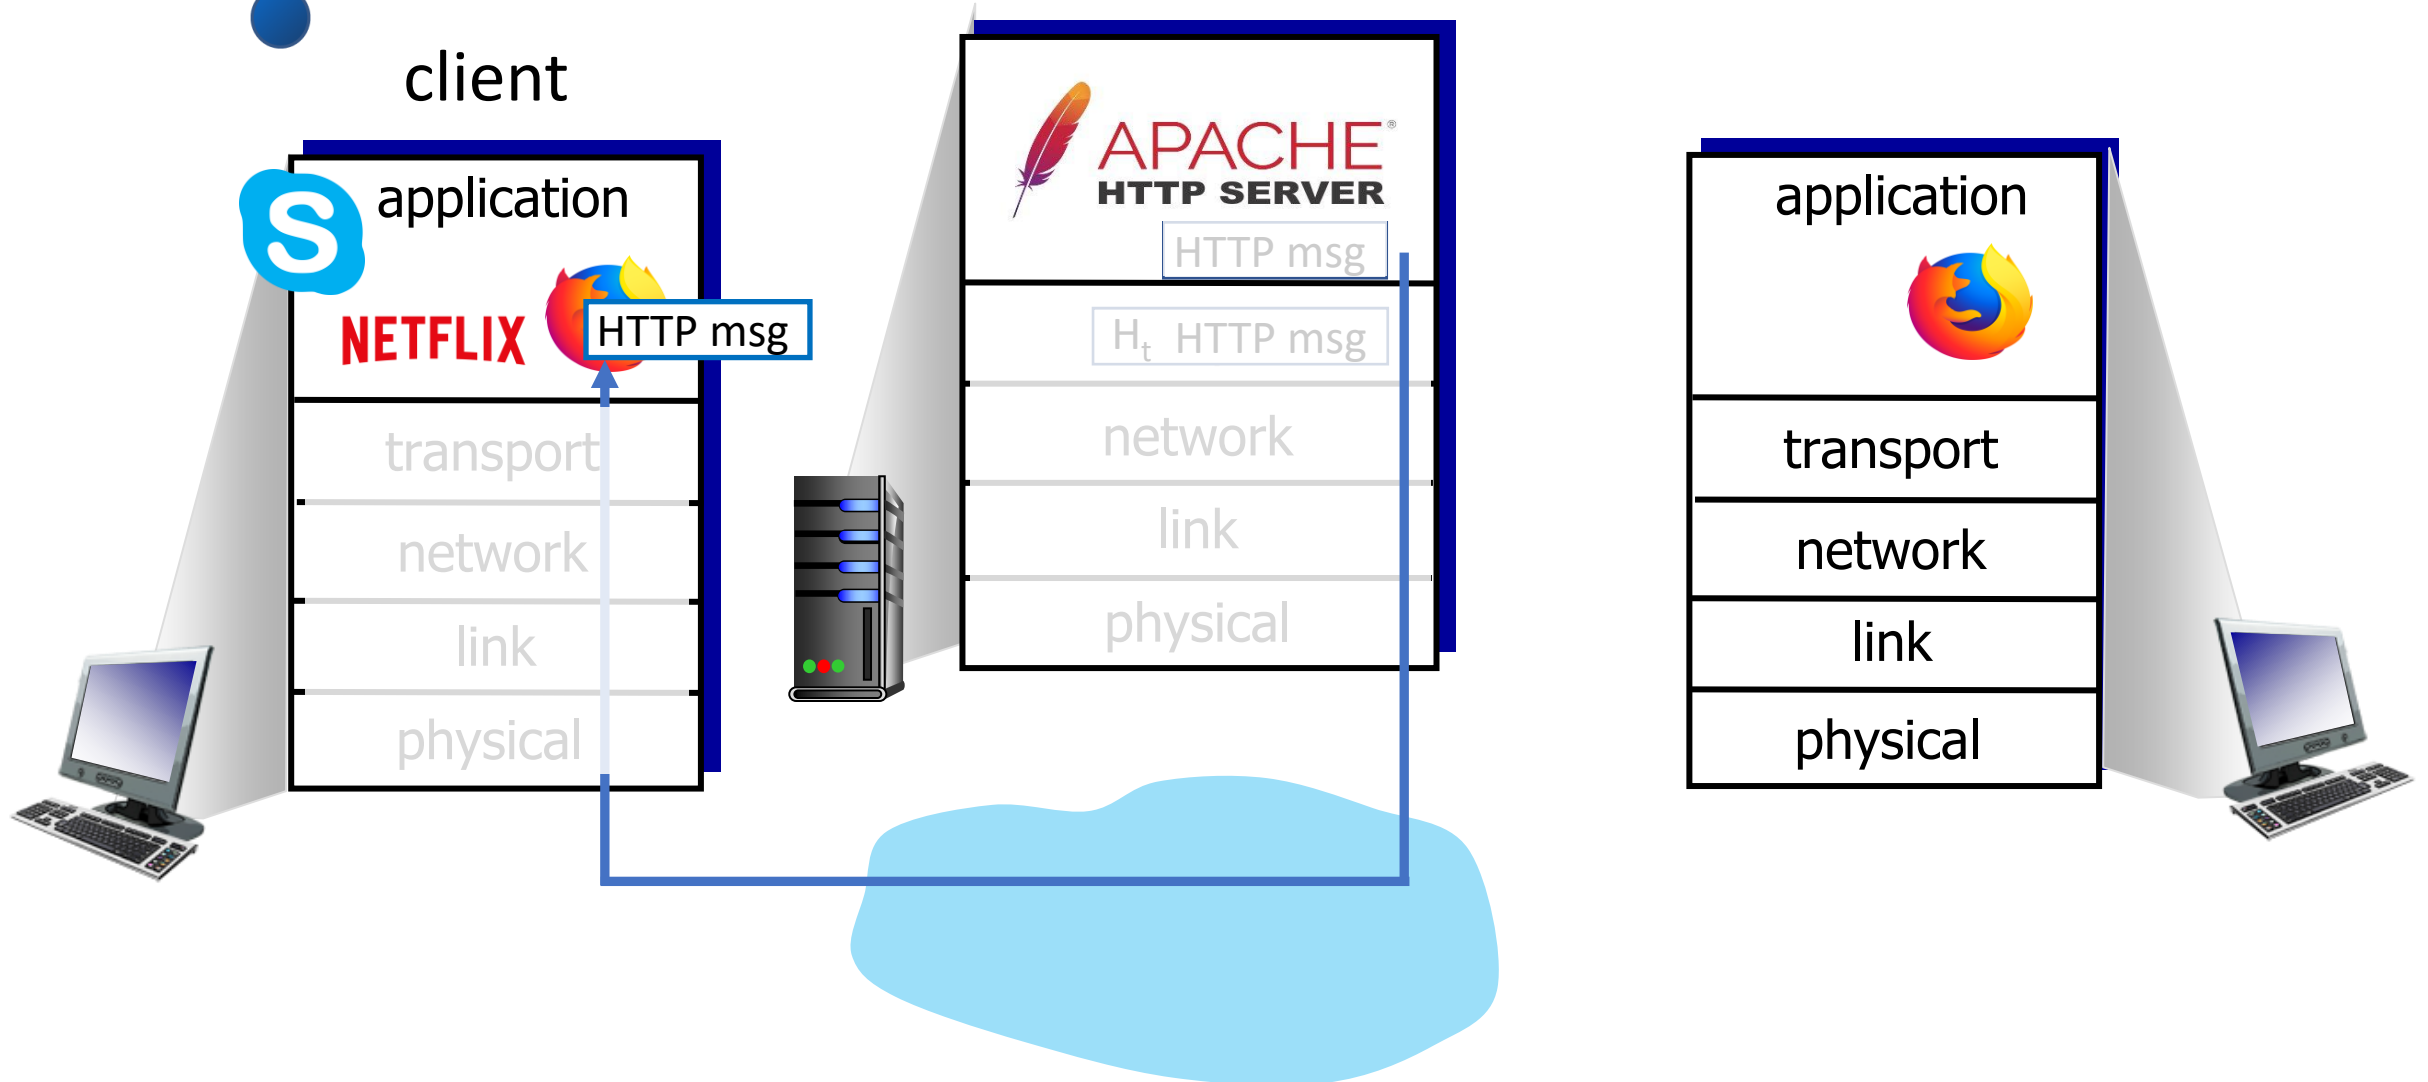 client
application
S
NETFLIX
HTTP msg
transport
network
link
physical
APACHE®
HTTP SERVER
HTTP msg
Ht HTTP msg
network
link
physical
application
transport
network
link
physical